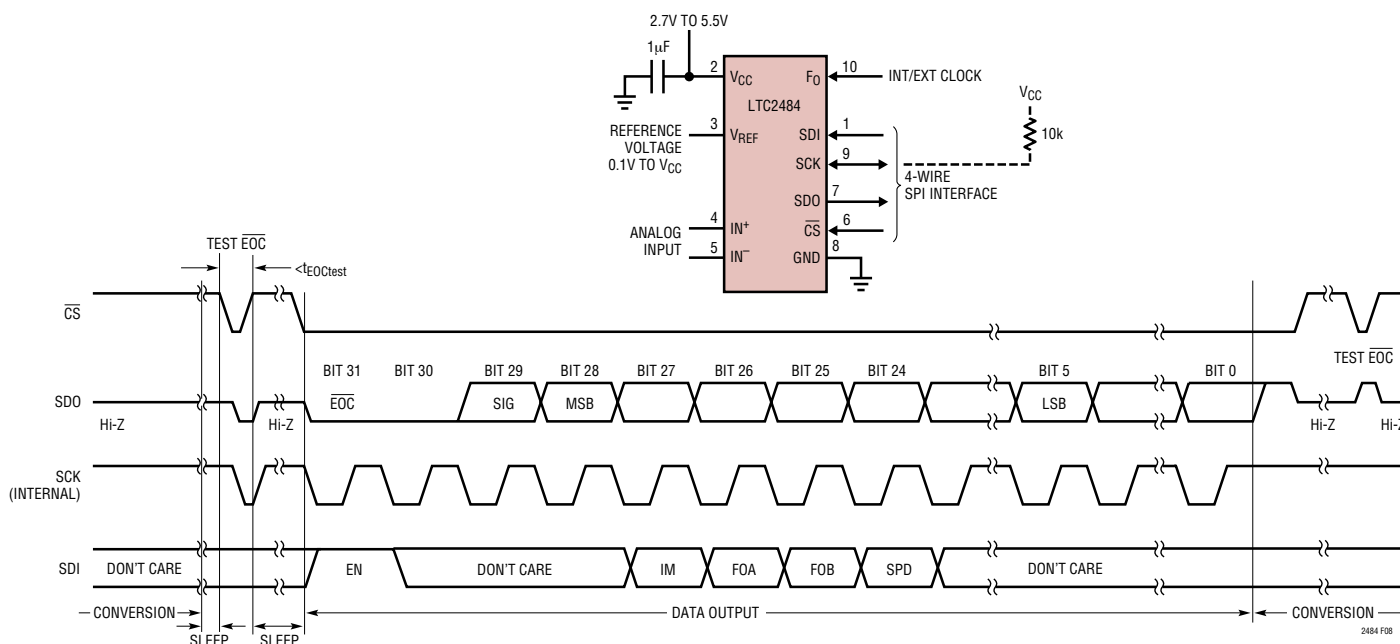 2.7V TO 5.5V
1µF
2 VCC
FO 10 INT/EXT CLOCK
LTC2484
VCC
10k
REFERENCE VOLTAGE 0.1V TO VCC
3 VREF
SDI 1
SCK 9
SDO 7
CS 6
4-WIRE SPI INTERFACE
ANALOG INPUT
4 IN+
5 IN−
GND 8
TEST EOC
<tEOCtest
CS
TEST EOC
BIT 31 BIT 30 BIT 29 BIT 28 BIT 27 BIT 26 BIT 25 BIT 24 BIT 5 BIT 0
SDO
EOC SIG MSB LSB
Hi-Z Hi-Z Hi-Z Hi-Z
SCK
(INTERNAL)
SDI DON'T CARE EN DON'T CARE IM FOA FOB SPD DON'T CARE
CONVERSION DATA OUTPUT CONVERSION
SLEEP SLEEP
2484 F08